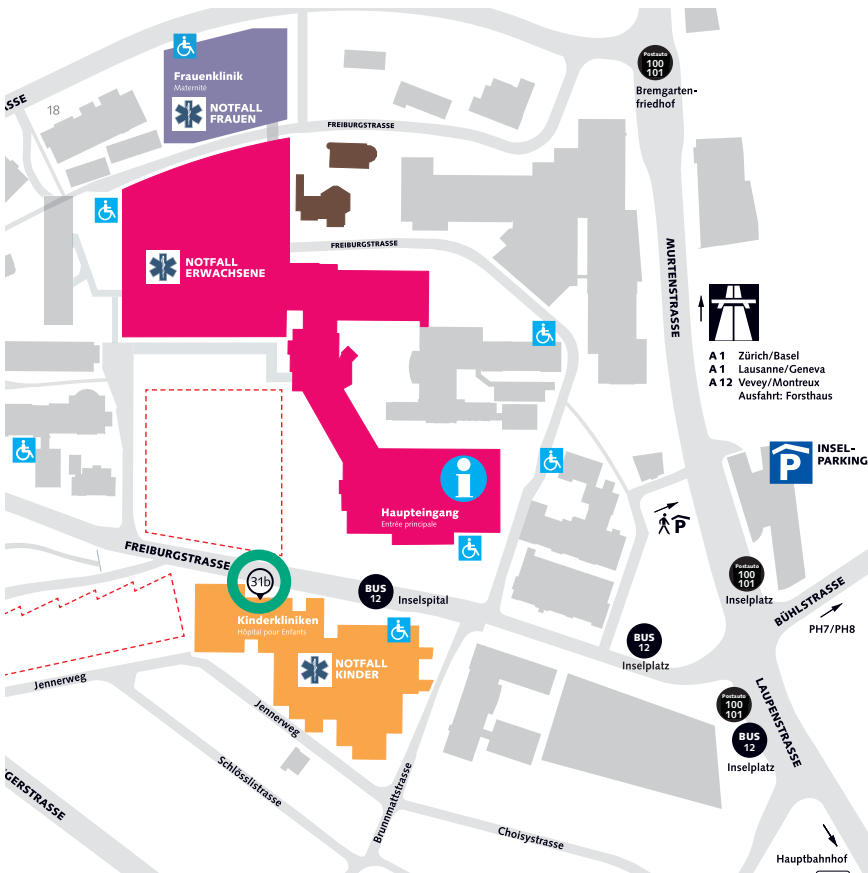 Postauto
100
101
Bremgarten-
friedhof
Frauenklinik
Maternité
NOTFALL
FRAUEN
SSE
18
FREIBURGSTRASSE
NOTFALL
ERWACHSENE
FREIBURGSTRASSE
MURTENSTRASSE
A 1 Zürich/Basel
A 1 Lausanne/Geneva
A 12 Vevey/Montreux
Ausfahrt: Forsthaus
P
INSEL-
PARKING
i
Haupteingang
Entrée principale
P
FREIBURGSTRASSE
31b
BUS
12
Inselspital
Postauto
100
101
Inselplatz
BÜHLSTRASSE
PH7/PH8
Kinderkliniken
Hôpital pour Enfants
NOTFALL
KINDER
BUS
12
Inselplatz
Jennerweg
Jennerweg
LAUPENSTRASSE
Postauto
100
101
BUS
12
Inselplatz
Schlösslistrasse
GERSTRASSE
Brunnmattstrasse
Choisystrasse
Hauptbahnhof